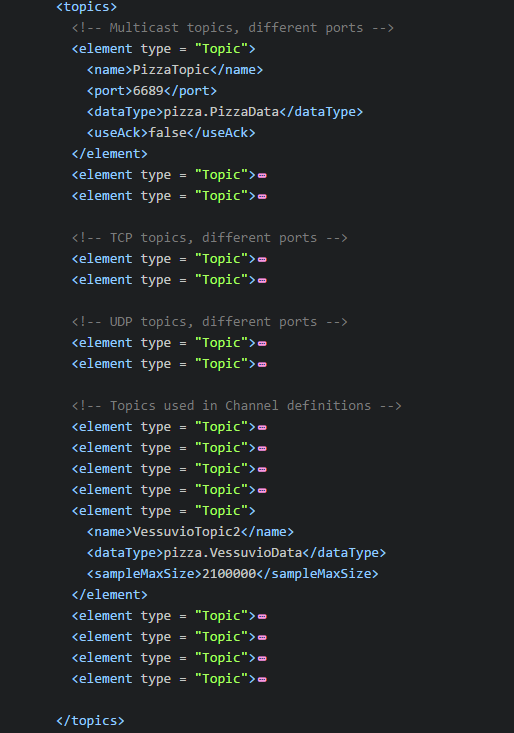 <topics>
<!-- Multicast topics, different ports -->
<element type = "Topic">
<name>PizzaTopic</name>
<port>6689</port>
<dataType>pizza.PizzaData</dataType>
<useAck>false</useAck>
</element>
<element type = "Topic">
<element type = "Topic">
<!-- TCP topics, different ports -->
<element type = "Topic">
<element type = "Topic">
<!-- UDP topics, different ports -->
<element type = "Topic">
<element type = "Topic">
<!-- Topics used in Channel definitions -->
<element type = "Topic">
<element type = "Topic">
<element type = "Topic">
<element type = "Topic">
<element type = "Topic">
<name>VessuvioTopic2</name>
<dataType>pizza.VessuvioData</dataType>
<sampleMaxSize>2100000</sampleMaxSize>
</element>
<element type = "Topic">
<element type = "Topic">
<element type = "Topic">
<element type = "Topic">
</topics>